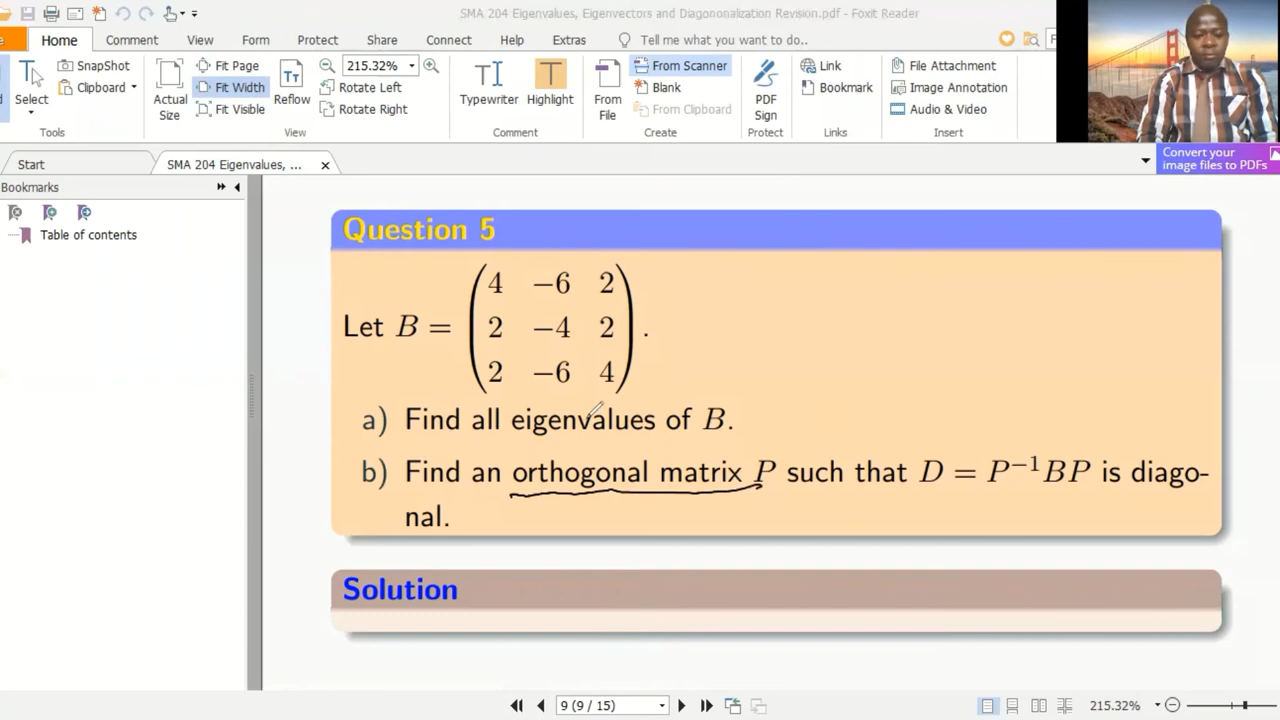 SMA 204 Eigenvalues, Eigenvectors and Diagononalization Revision.pdf - Foxit Reader
Home Comment View Form Protect Share Connect Help Extras Tell me what you want to do..
SnapShot Fit Page 215.32% From Scanner Link File Attachment
Clipboard Fit Width Rotate Left Blank Bookmark Image Annotation
Fit Visible Rotate Right From Clipboard Audio & Video
Select Actual Size Reflow Typewriter Highlight From File PDF Sign
Tools View Comment Create Protect Links Insert
Start SMA 204 Eigenvalues, ... x
Convert your
image files to PDFs
Bookmarks
Table of contents
Question 5
4 −6 2
Let B = 2 −4 2 .
2 −6 4
a) Find all eigenvalues of B.
b) Find an orthogonal matrix P such that D = P⁻¹BP is diago-
nal.
Solution
9 (9 / 15) 215.32%